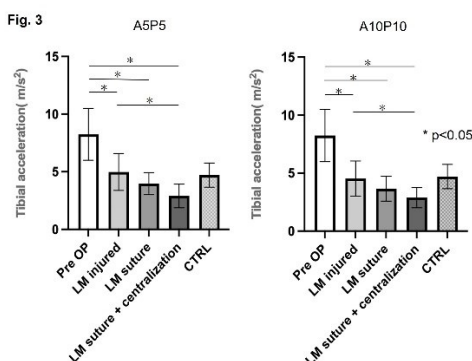 Fig. 3
A5P5
Tibial acceleration( m/s²)
15
10
5
0
*
*
*
*
Pre OP
LM injured
LM suture
LM suture + centralization
CTRL
A10P10
Tibial acceleration( m/s²)
15
10
5
0
*
*
*
*
* p<0.05
Pre OP
LM injured
LM suture
LM suture + centralization
CTRL